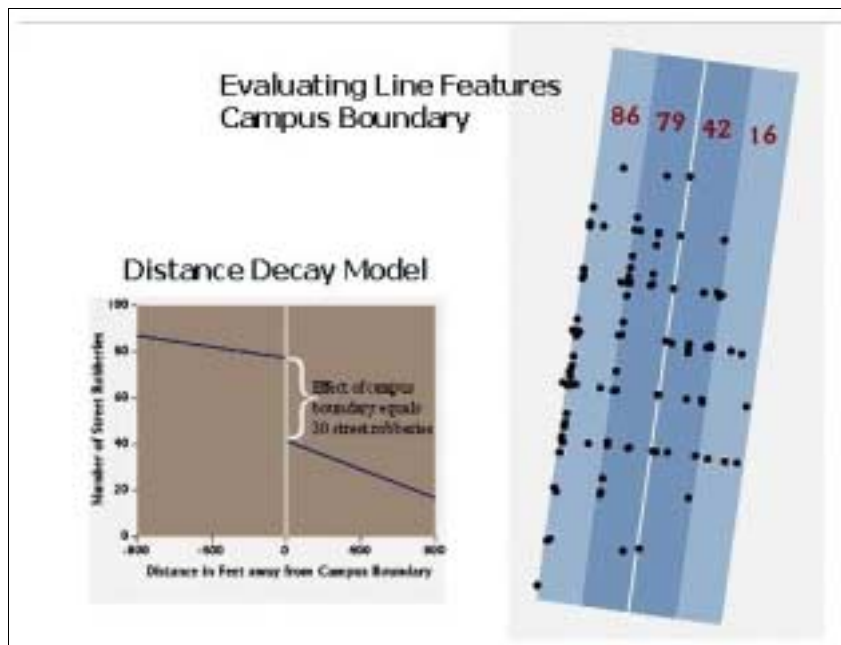 Evaluating Line Features
Campus Boundary
86 79 42 16
Distance Decay Model
100
80
60
40
20
0
Number of Street Robberies
Effect of campus
boundary equals
30 street robberies
0 400 800
Distance in Feet away from Campus Boundary